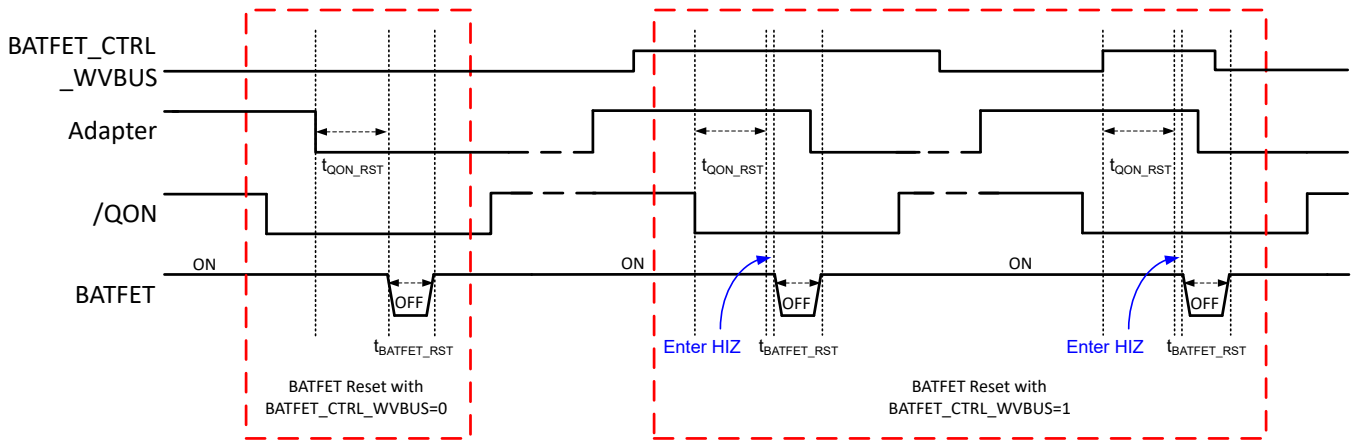 BATFET_CTRL
_WVBUS
Adapter
tQON_RST
tQON_RST
tQON_RST
/QON
ON
ON
ON
BATFET
OFF
OFF
OFF
tBATFET_RST
Enter HIZ
tBATFET_RST
Enter HIZ
tBATFET_RST
BATFET Reset with
BATFET_CTRL_WVBUS=0
BATFET Reset with
BATFET_CTRL_WVBUS=1